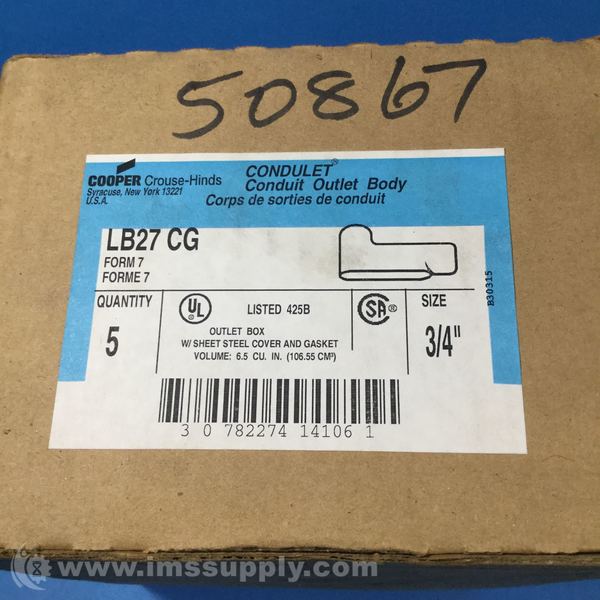 50867
COOPER Crouse-Hinds
Syracuse, New York 13221
U.S.A.
CONDULET®
Conduit Outlet Body
Corps de sorties de conduit
LB27 CG
FORM 7
FORME 7
B30315
QUANTITY
5
UL
LISTED 425B
SA®
SIZE
3/4"
OUTLET BOX
W/ SHEET STEEL COVER AND GASKET
VOLUME: 6.5 CU. IN. (106.55 CM³)
3 0 782274 14106 1
www.imssupply.com